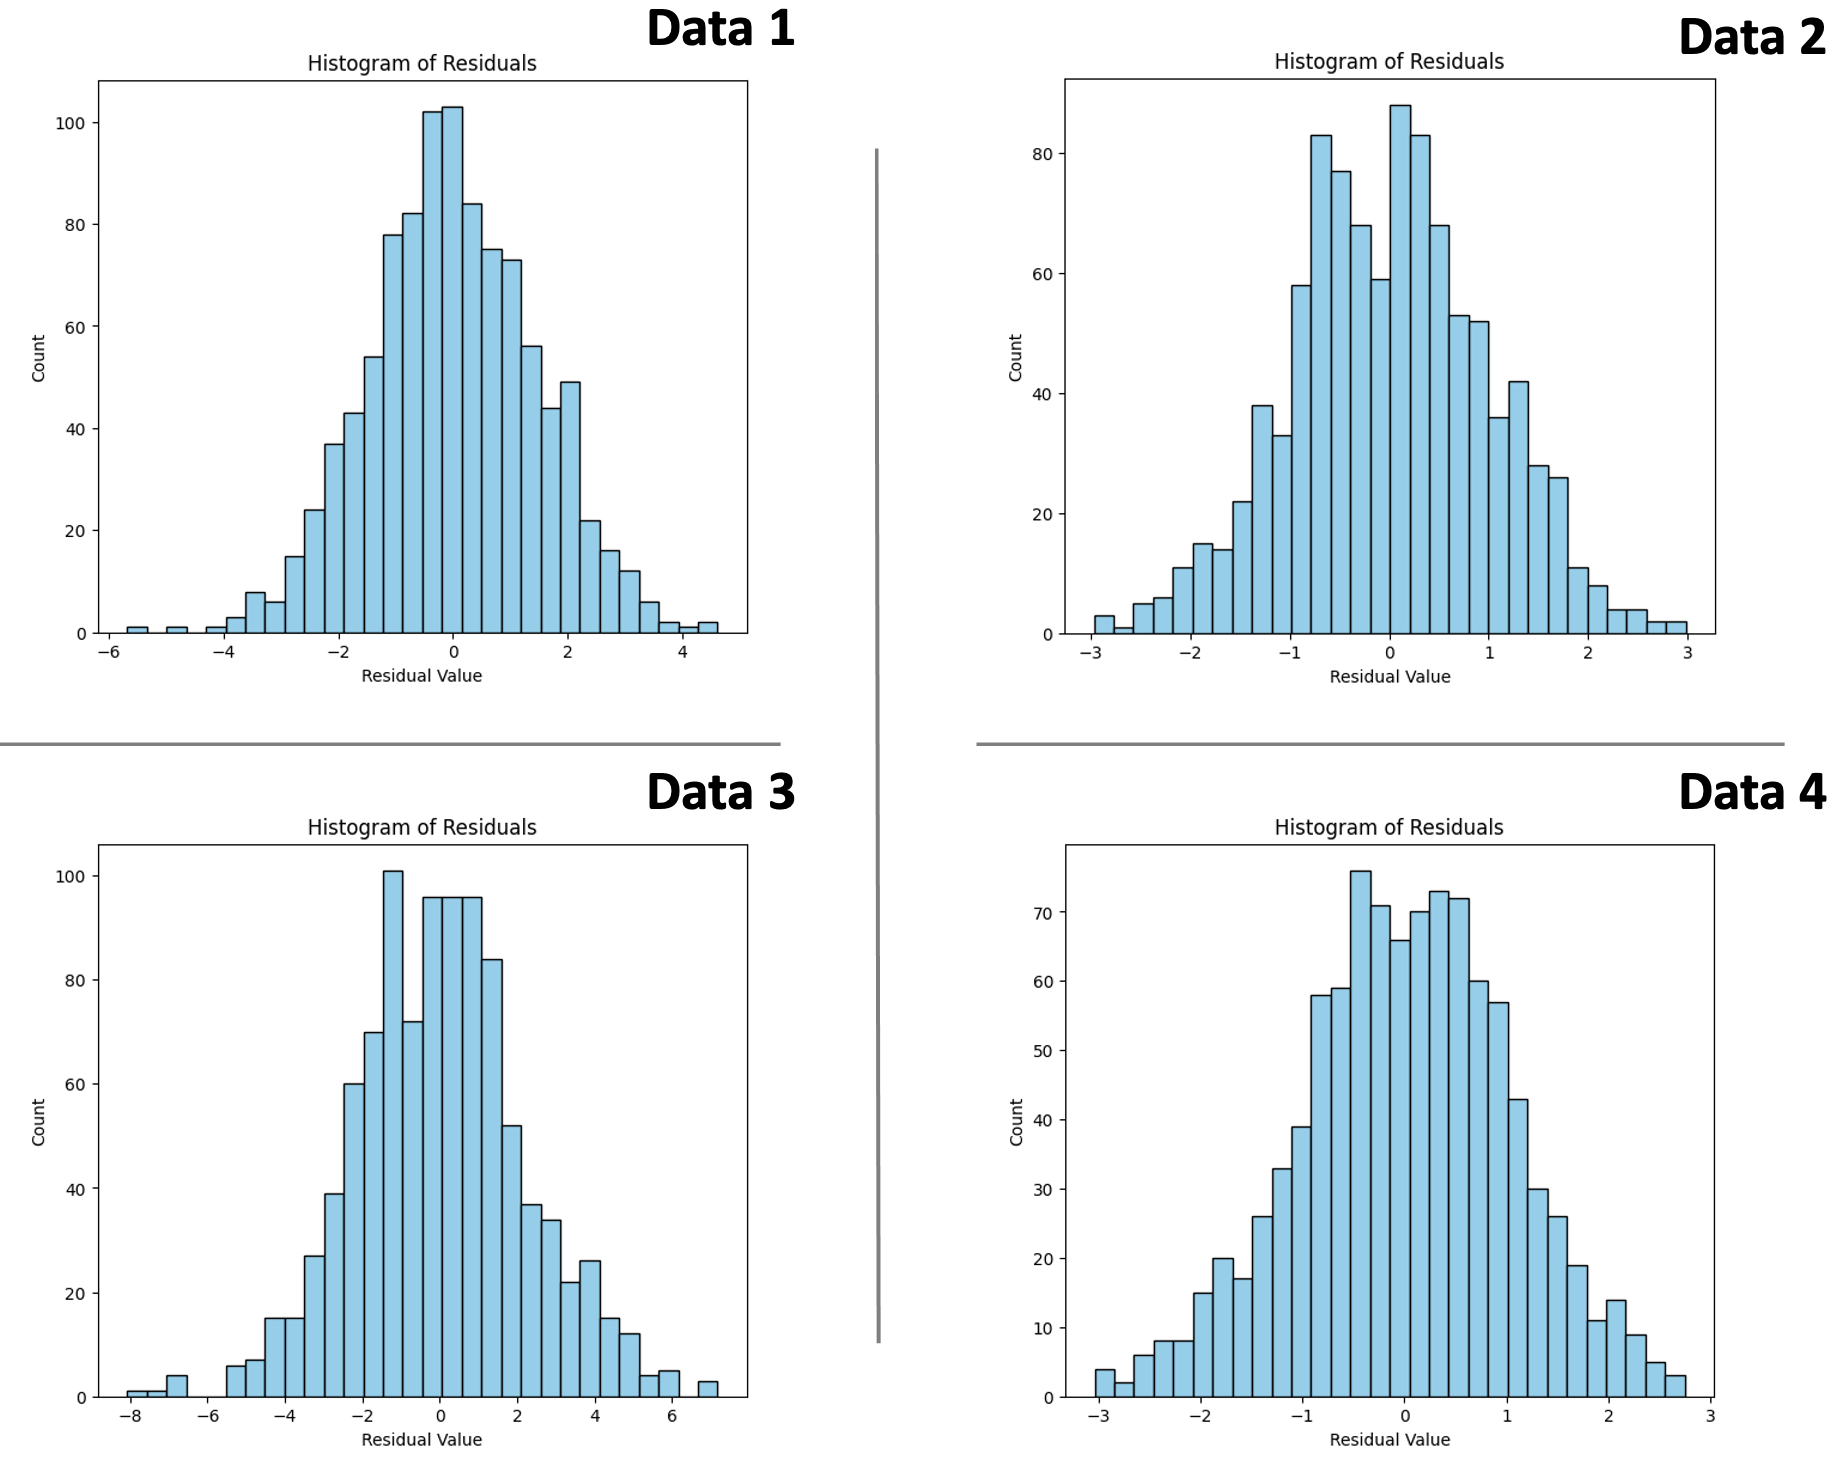 Data 1
Histogram of Residuals
100
80
60
40
20
0
Count
−6 −4 −2 0 2 4
Residual Value
Data 2
Histogram of Residuals
80
60
40
20
0
Count
−3 −2 −1 0 1 2 3
Residual Value
Data 3
Histogram of Residuals
100
80
60
40
20
0
Count
−8 −6 −4 −2 0 2 4 6
Residual Value
Data 4
Histogram of Residuals
70
60
50
40
30
20
10
0
Count
−3 −2 −1 0 1 2 3
Residual Value